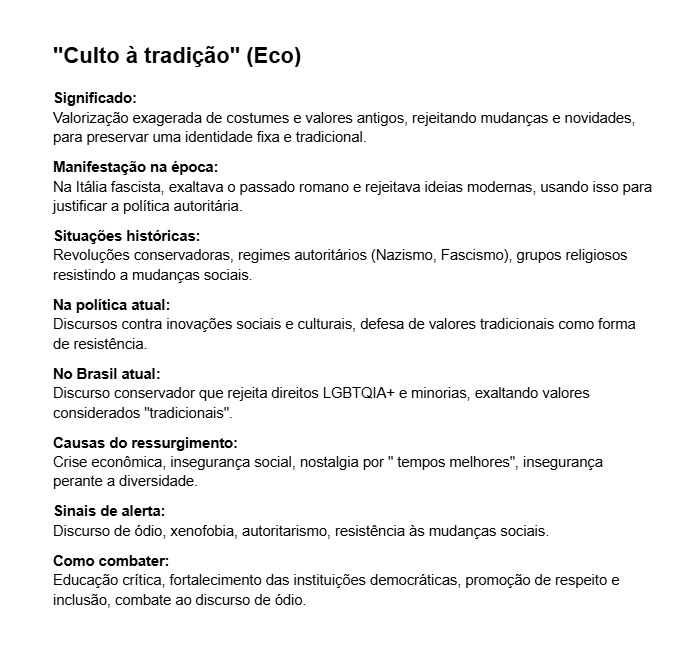 "Culto à tradição" (Eco)
Significado:
Valorização exagerada de costumes e valores antigos, rejeitando mudanças e novidades,
para preservar uma identidade fixa e tradicional.
Manifestação na época:
Na Itália fascista, exaltava o passado romano e rejeitava ideias modernas, usando isso para
justificar a política autoritária.
Situações históricas:
Revoluções conservadoras, regimes autoritários (Nazismo, Fascismo), grupos religiosos
resistindo a mudanças sociais.
Na política atual:
Discursos contra inovações sociais e culturais, defesa de valores tradicionais como forma
de resistência.
No Brasil atual:
Discurso conservador que rejeita direitos LGBTQIA+ e minorias, exaltando valores
considerados "tradicionais".
Causas do ressurgimento:
Crise econômica, insegurança social, nostalgia por " tempos melhores", insegurança
perante a diversidade.
Sinais de alerta:
Discurso de ódio, xenofobia, autoritarismo, resistência às mudanças sociais.
Como combater:
Educação crítica, fortalecimento das instituições democráticas, promoção de respeito e
inclusão, combate ao discurso de ódio.